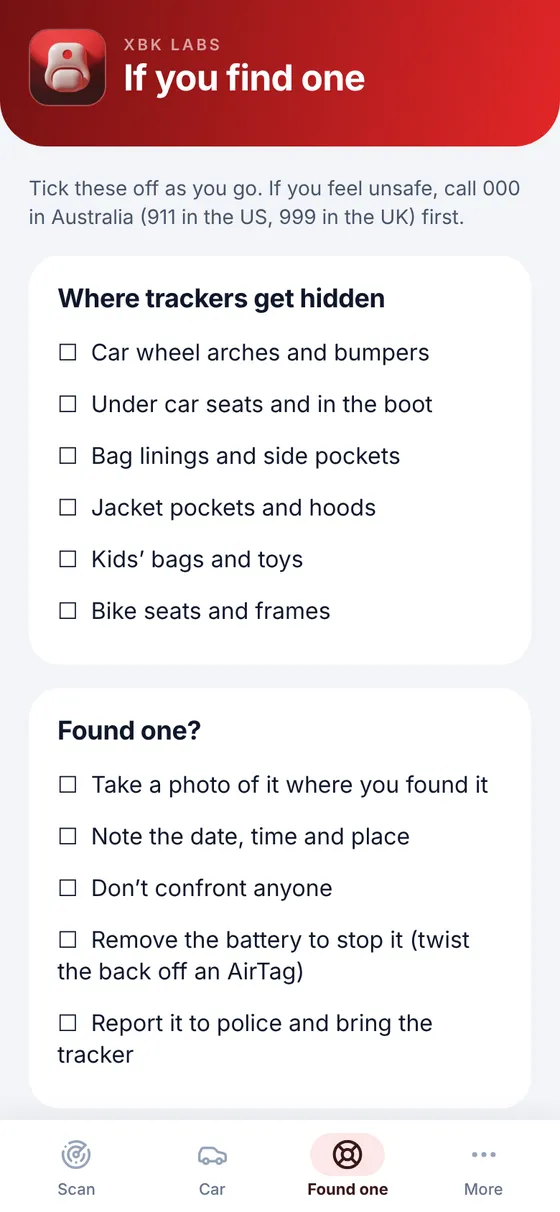 XBK LABS
If you find one
Tick these off as you go. If you feel unsafe, call 000
in Australia (911 in the US, 999 in the UK) first.
Where trackers get hidden
☐ Car wheel arches and bumpers
☐ Under car seats and in the boot
☐ Bag linings and side pockets
☐ Jacket pockets and hoods
☐ Kids’ bags and toys
☐ Bike seats and frames
Found one?
☐ Take a photo of it where you found it
☐ Note the date, time and place
☐ Don’t confront anyone
☐ Remove the battery to stop it (twist
the back off an AirTag)
☐ Report it to police and bring the
tracker
Scan
Car
Found one
More